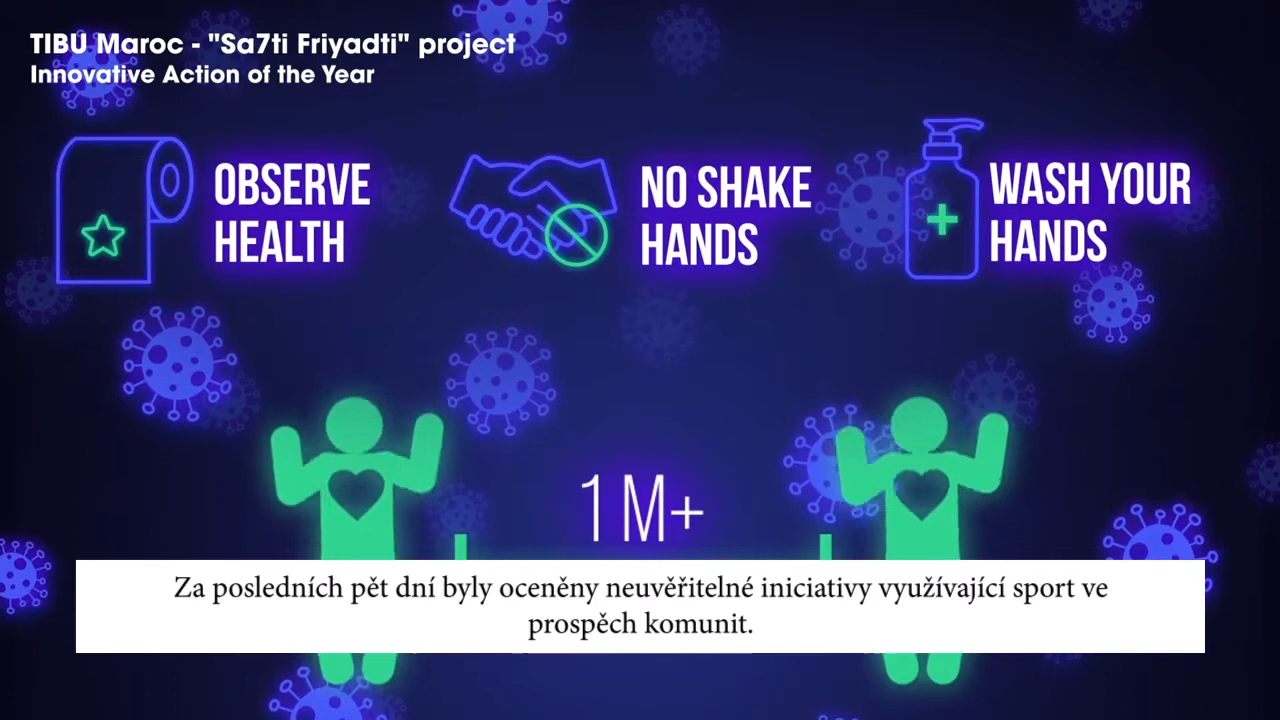 TIBU Maroc - "Sa7ti Friyadti" project
Innovative Action of the Year
OBSERVE
HEALTH
NO SHAKE
HANDS
WASH YOUR
HANDS
1 M+
Za posledních pět dní byly oceněny neuvěřitelné iniciativy využívající sport ve
prospěch komunit.